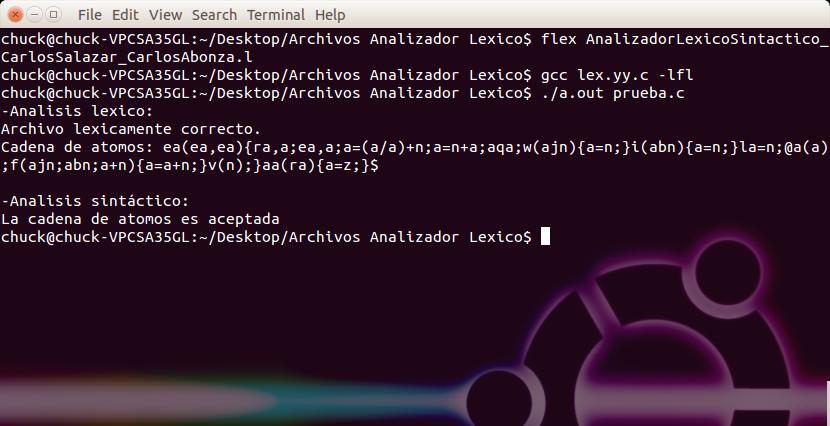 File Edit View Search Terminal Help
chuck@chuck-VPCSA35GL:~/Desktop/Archivos Analizador Lexico$ flex AnalizadorLexicoSintactico_
CarlosSalazar_CarlosAbonza.l
chuck@chuck-VPCSA35GL:~/Desktop/Archivos Analizador Lexico$ gcc lex.yy.c -lfl
chuck@chuck-VPCSA35GL:~/Desktop/Archivos Analizador Lexico$ ./a.out prueba.c
-Analisis lexico:
Archivo lexicamente correcto.
Cadena de atomos: ea(ea,ea){ra,a;ea,a;a=(a/a)+n;a=n+a;aqa;w(ajn){a=n;}i(abn){a=n;}la=n;@a(a)
;f(ajn;abn;a+n){a=a+n;}v(n);}aa(ra){a=z;}$
-Analisis sintáctico:
La cadena de atomos es aceptada
chuck@chuck-VPCSA35GL:~/Desktop/Archivos Analizador Lexico$